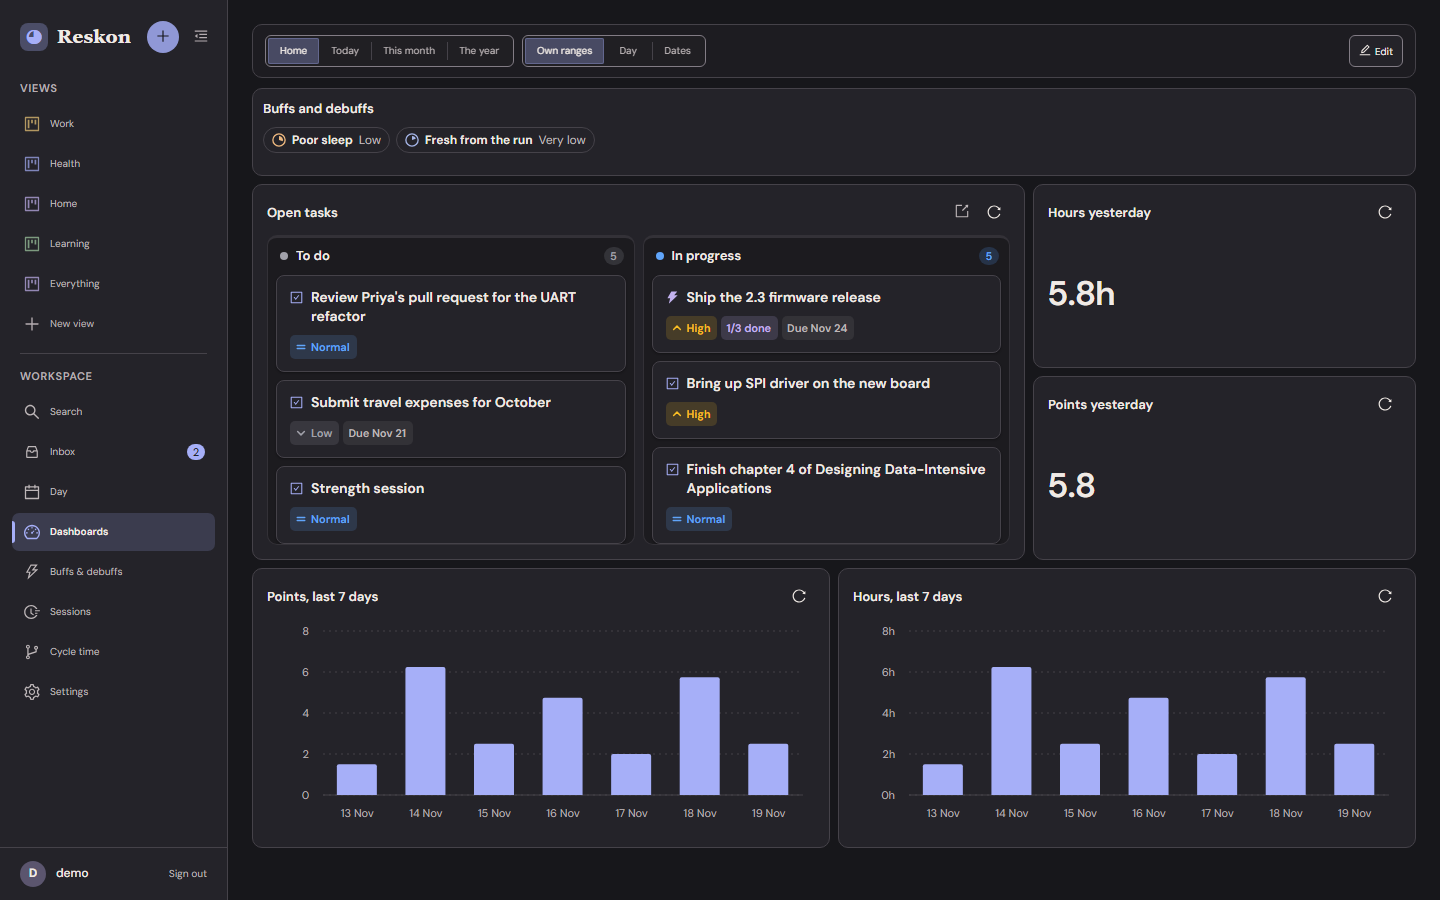 Reskon
VIEWS
Work
Health
Home
Learning
Everything
New view
WORKSPACE
Search
Inbox 2
Day
Dashboards
Buffs & debuffs
Sessions
Cycle time
Settings
D demo Sign out
Home Today This month The year Own ranges Day Dates Edit
Buffs and debuffs
Poor sleep Low Fresh from the run Very low
Open tasks
To do 5
Review Priya's pull request for the UART
refactor
Normal
Submit travel expenses for October
Low Due Nov 21
Strength session
Normal
In progress 5
Ship the 2.3 firmware release
High 1/3 done Due Nov 24
Bring up SPI driver on the new board
High
Finish chapter 4 of Designing Data-Intensive
Applications
Normal
Hours yesterday
5.8h
Points yesterday
5.8
Points, last 7 days
8
6
4
2
0
13 Nov 14 Nov 15 Nov 16 Nov 17 Nov 18 Nov 19 Nov
Hours, last 7 days
8h
6h
4h
2h
0h
13 Nov 14 Nov 15 Nov 16 Nov 17 Nov 18 Nov 19 Nov